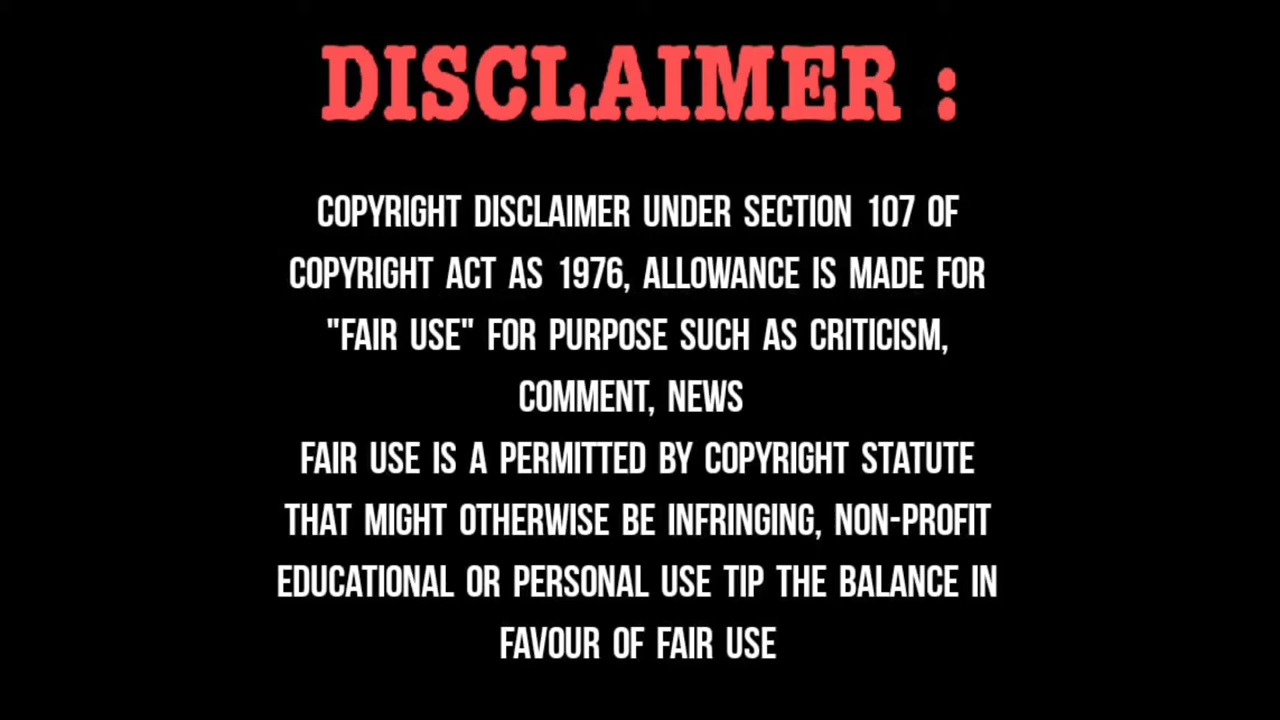 DISCLAIMER :
COPYRIGHT DISCLAIMER UNDER SECTION 107 OF
COPYRIGHT ACT AS 1976, ALLOWANCE IS MADE FOR
"FAIR USE" FOR PURPOSE SUCH AS CRITICISM,
COMMENT, NEWS
FAIR USE IS A PERMITTED BY COPYRIGHT STATUTE
THAT MIGHT OTHERWISE BE INFRINGING, NON-PROFIT
EDUCATIONAL OR PERSONAL USE TIP THE BALANCE IN
FAVOUR OF FAIR USE